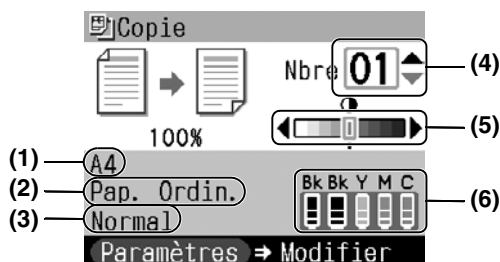 Copie
Nbre 01 (4)
(5)
100%
(1) A4
(2) Pap. Ordin.
(3) Normal
Bk Bk Y M C
(6)
Paramètres ➔ Modifier